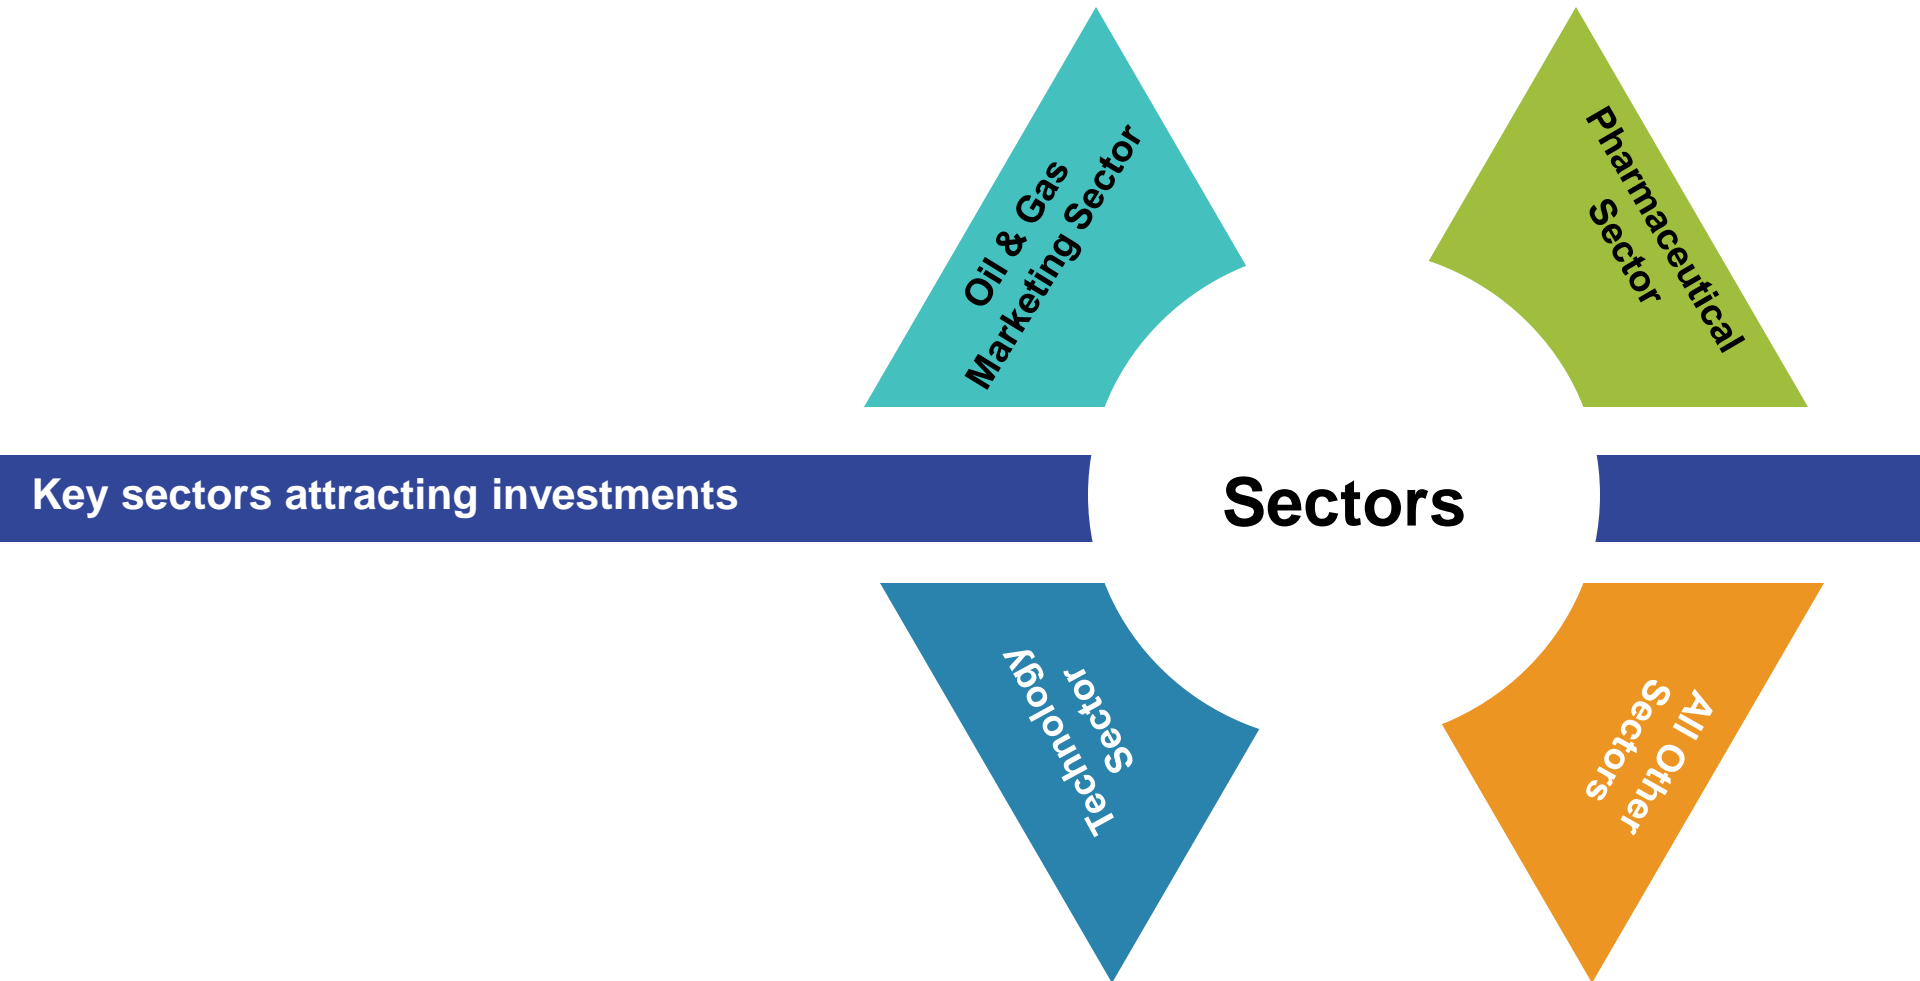 Oil & Gas
Marketing Sector
Pharmaceutical
Sector
Key sectors attracting investments
Sectors
Technology
Sector
All Other
Sectors